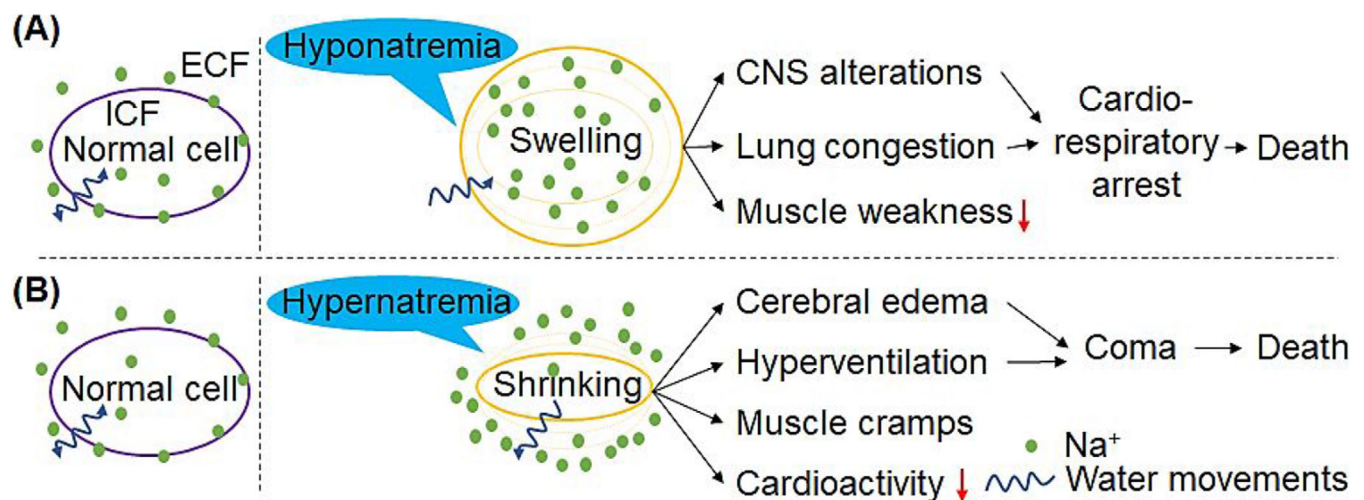 (A)
ECF
ICF
Normal cell
Hyponatremia
Swelling
CNS alterations
Lung congestion
Muscle weakness
Cardio-
respiratory
arrest
Death
(B)
Normal cell
Hypernatremia
Shrinking
Cerebral edema
Hyperventilation
Muscle cramps
Cardioactivity
Coma
Death
Na⁺
Water movements